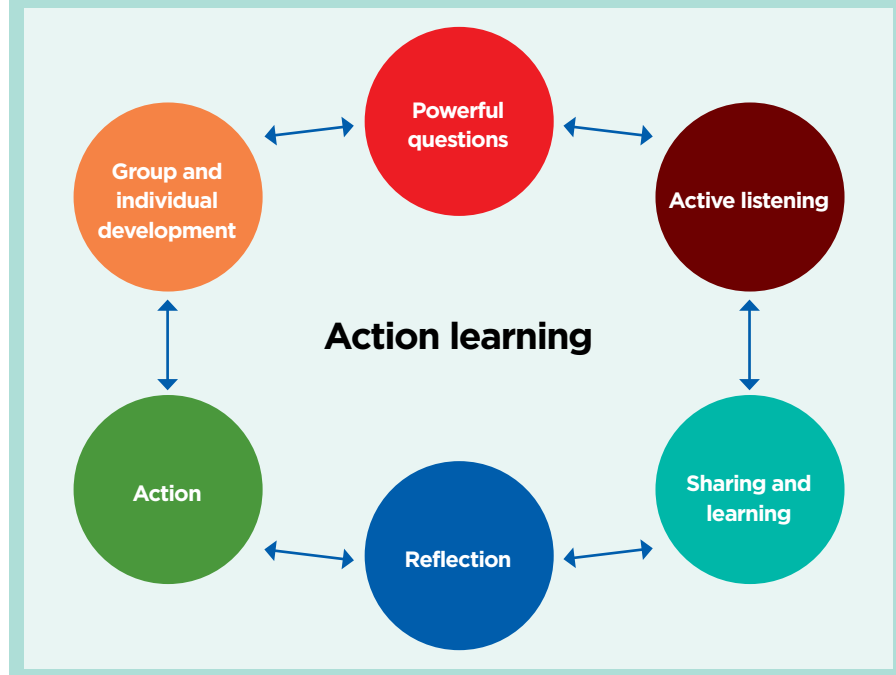 Powerful
questions
Group and
individual
development
Active listening
Action learning
Action
Sharing and
learning
Reflection